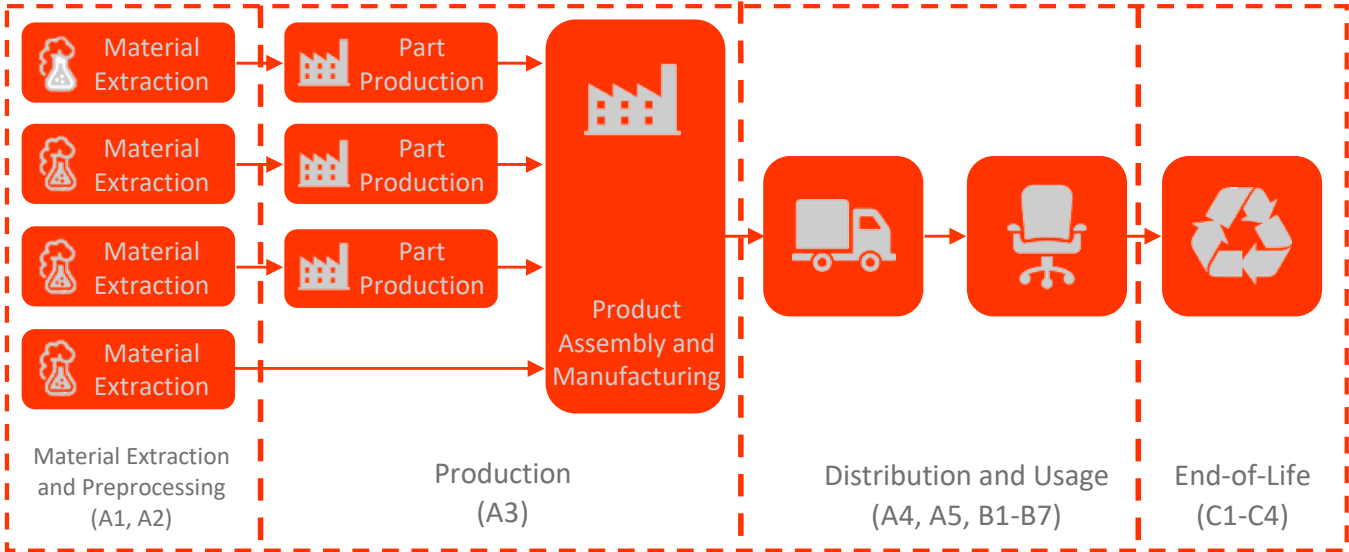 Material
Extraction
Part
Production
Material
Extraction
Part
Production
Material
Extraction
Part
Production
Material
Extraction
Product
Assembly and
Manufacturing
Material Extraction
and Preprocessing
(A1, A2)
Production
(A3)
Distribution and Usage
(A4, A5, B1-B7)
End-of-Life
(C1-C4)